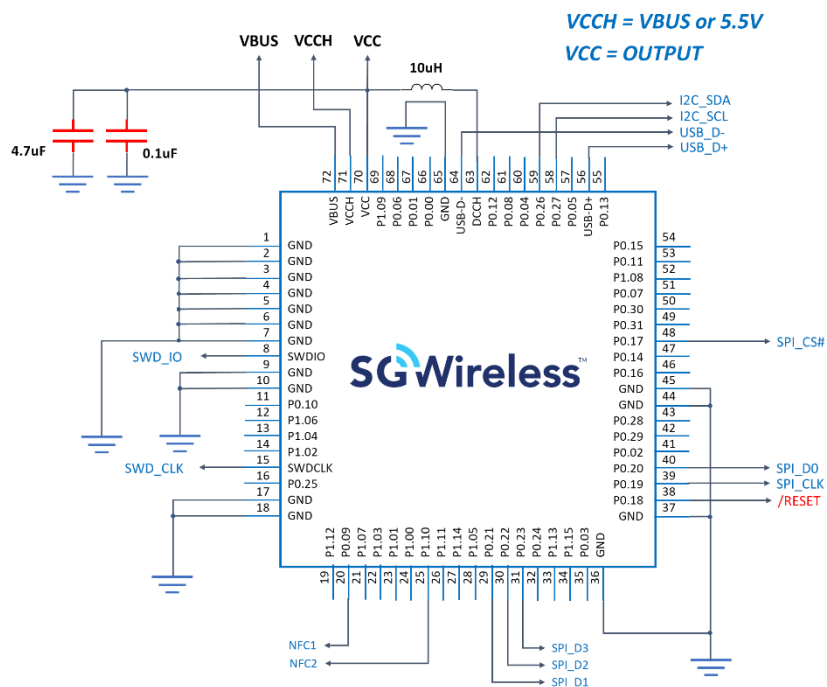 VCCH = VBUS or 5.5V
VCC = OUTPUT
VBUS VCCH VCC
10uH
4.7uF
0.1uF
I2C_SDA
I2C_SCL
USB_D-
USB_D+
72 71 70 69 68 67 66 65 64 63 62 61 60 59 58 57 56 55
VBUS VCCH VCC P1.09 P0.06 P0.01 P0.00 GND USB-D- DCCH P0.12 P0.08 P0.04 P0.26 P0.27 P0.05 USB-D+ P0.13
1 GND
2 GND
3 GND
4 GND
5 GND
6 GND
7 GND
SWD_IO 8 SWDIO
9 GND
10 GND
11 P0.10
12 P1.06
13 P1.04
14 P1.02
SWD_CLK 15 SWDCLK
16 P0.25
17 GND
18 GND
SGWireless™
P0.15 54
P0.11 53
P1.08 52
P0.07 51
P0.30 50
P0.31 49
P0.17 48 SPI_CS#
P0.14 47
P0.16 46
GND 45
GND 44
P0.28 43
P0.29 42
P0.02 41
P0.20 40 SPI_D0
P0.19 39 SPI_CLK
P0.18 38 /RESET
GND 37
P1.12 P0.09 P1.07 P1.03 P1.01 P1.00 P1.10 P1.11 P1.14 P1.05 P0.21 P0.22 P0.23 P0.24 P1.13 P1.15 P0.03 GND
19 20 21 22 23 24 25 26 27 28 29 30 31 32 33 34 35 36
NFC1
NFC2
SPI_D3
SPI_D2
SPI_D1